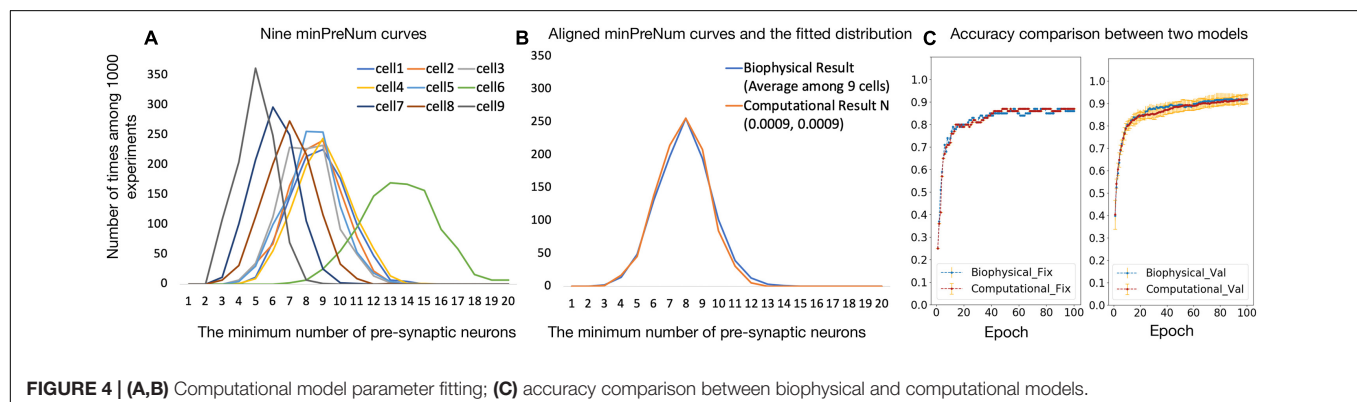 A
Nine minPreNum curves
Number of times among 1000
experiments
350
300
250
200
150
100
50
0
cell1 cell2 cell3
cell4 cell5 cell6
cell7 cell8 cell9
1 2 3 4 5 6 7 8 9 10 11 12 13 14 15 16 17 18 19 20
The minimum number of pre-synaptic neurons
B
Aligned minPreNum curves and the fitted distribution
350
300
250
200
150
100
50
0
Biophysical Result
(Average among 9 cells)
Computational Result N
(0.0009, 0.0009)
1 2 3 4 5 6 7 8 9 10 11 12 13 14 15 16 17 18 19 20
The minimum number of pre-synaptic neurons
C
Accuracy comparison between two models
1.0
0.9
0.8
0.7
0.6
0.5
0.4
0.3
0.2
0.1
0.0
Biophysical_Fix
Computational_Fix
0 20 40 60 80 100
Epoch
1.0
0.9
0.8
0.7
0.6
0.5
0.4
0.3
0.2
0.1
0.0
Biophysical_Val
Computational_Val
0 20 40 60 80 100
Epoch
FIGURE 4 | (A,B) Computational model parameter fitting; (C) accuracy comparison between biophysical and computational models.